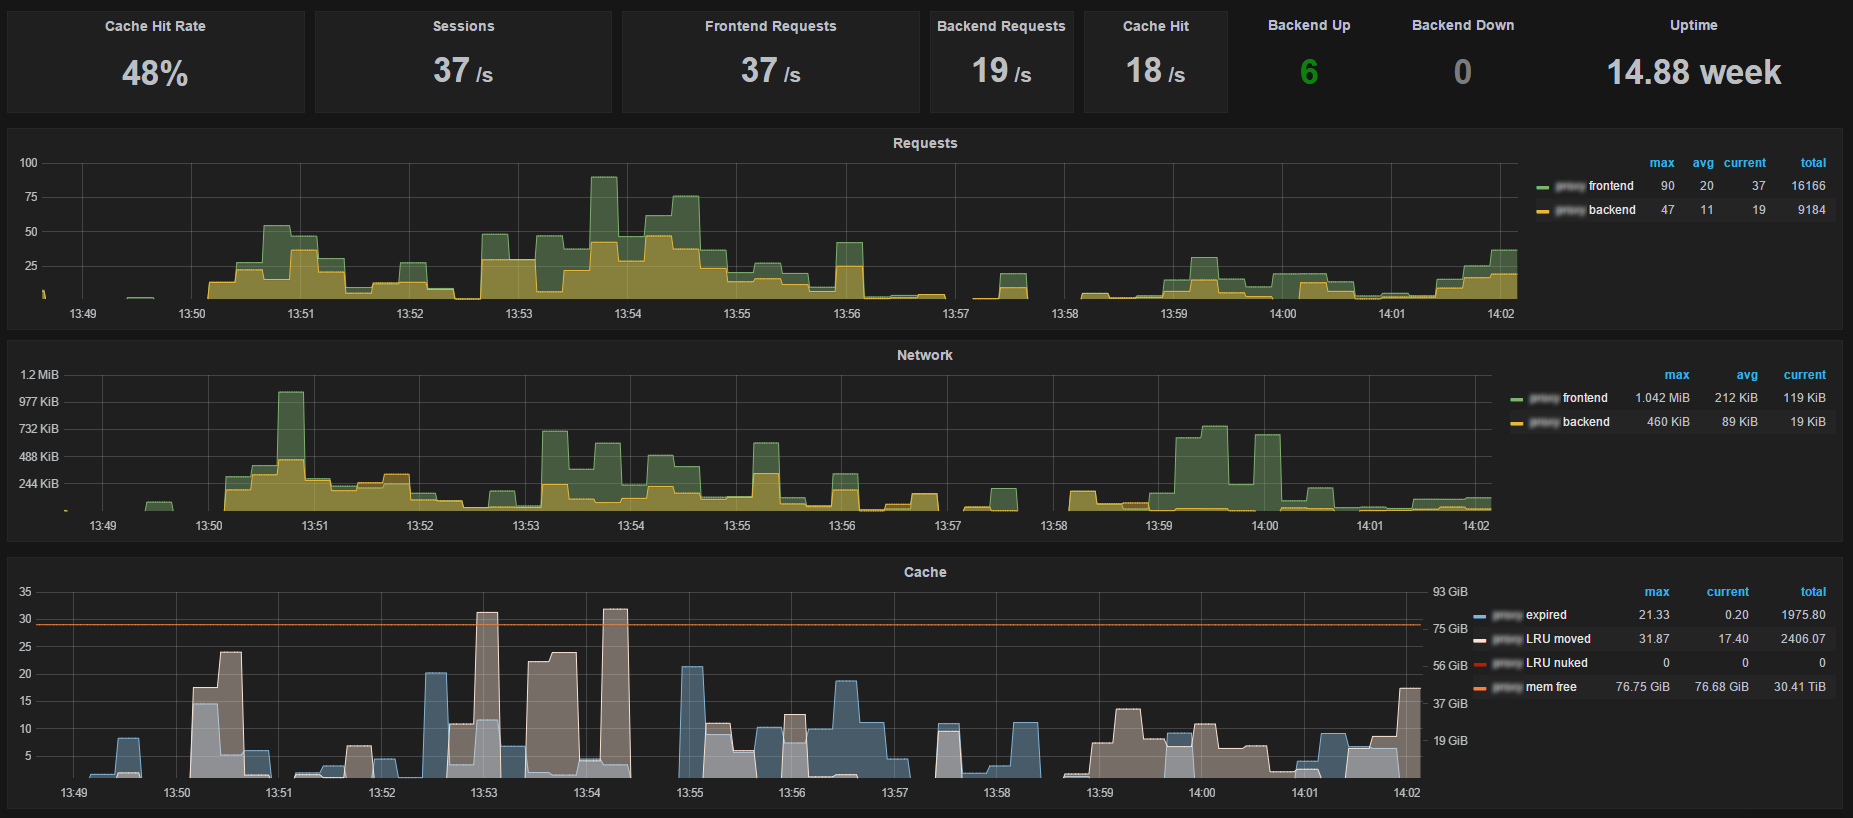 Cache Hit Rate
48%
Sessions
37 /s
Frontend Requests
37 /s
Backend Requests
19 /s
Cache Hit
18 /s
Backend Up
6
Backend Down
0
Uptime
14.88 week
Requests
100
75
50
25
13:49 13:50 13:51 13:52 13:53 13:54 13:55 13:56 13:57 13:58 13:59 14:00 14:01 14:02
max avg current total
frontend 90 20 37 16166
backend 47 11 19 9184
Network
1.2 MiB
977 KiB
732 KiB
488 KiB
244 KiB
13:49 13:50 13:51 13:52 13:53 13:54 13:55 13:56 13:57 13:58 13:59 14:00 14:01 14:02
max avg current
frontend 1.042 MiB 212 KiB 119 KiB
backend 460 KiB 89 KiB 19 KiB
Cache
35
30
25
20
15
10
5
93 GiB
75 GiB
56 GiB
37 GiB
19 GiB
13:49 13:50 13:51 13:52 13:53 13:54 13:55 13:56 13:57 13:58 13:59 14:00 14:01 14:02
max current total
expired 21.33 0.20 1975.80
LRU moved 31.87 17.40 2406.07
LRU nuked 0 0 0
mem free 76.75 GiB 76.68 GiB 30.41 TiB